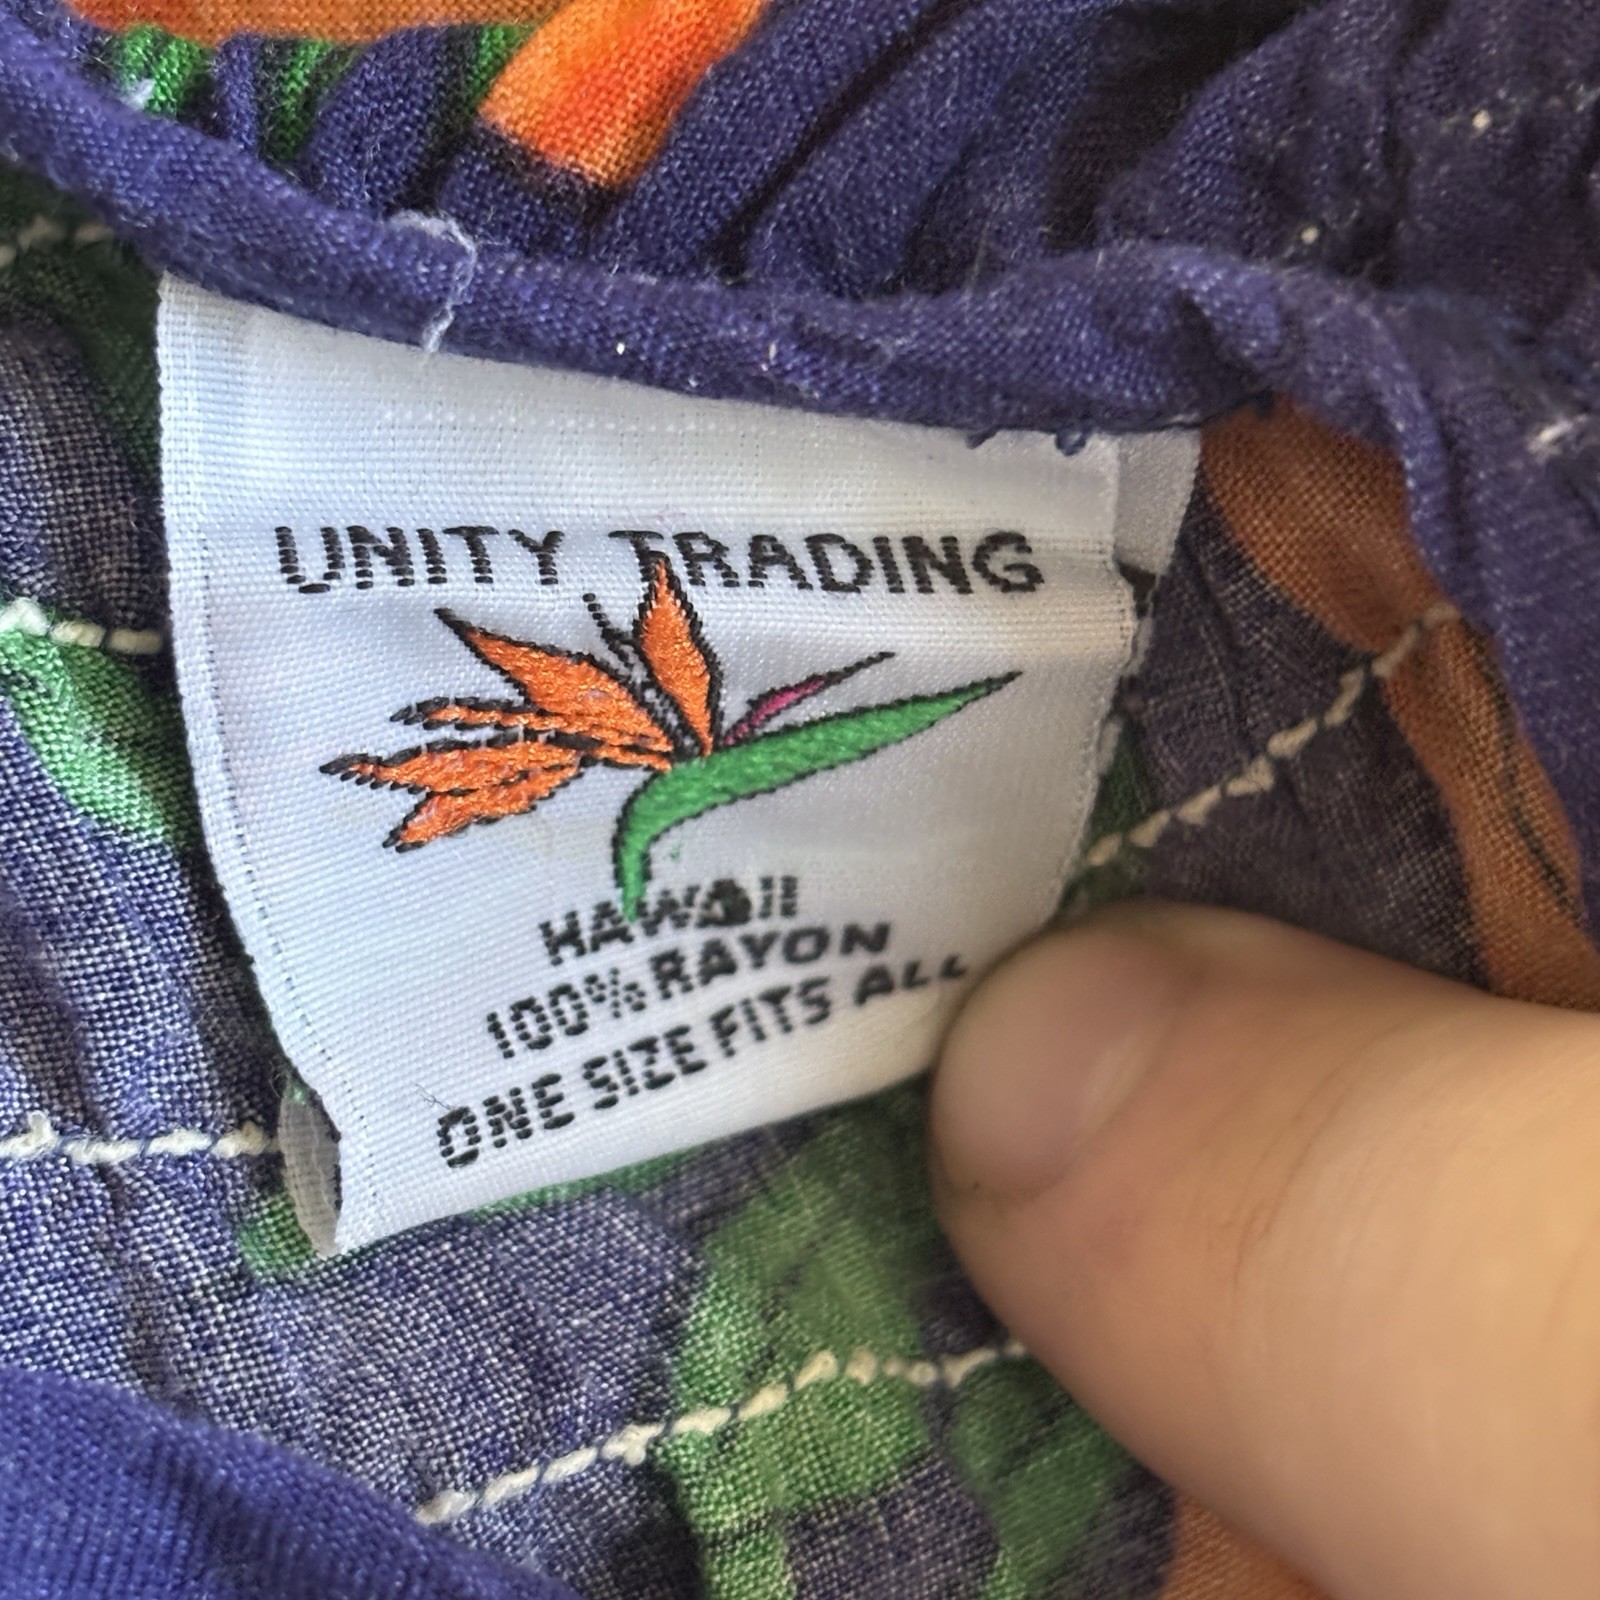 UNITY TRADING
HAWAII
100% RAYON
ONE SIZE FITS ALL